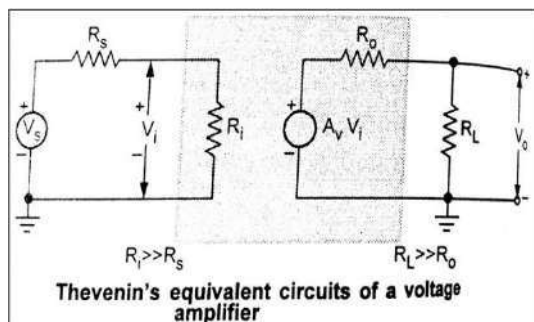 Rs Ro
+ + +
Vs Vi Ri Av Vi RL Vo
− − − −
Ri>>Rs RL>>Ro
Thevenin's equivalent circuits of a voltage
amplifier